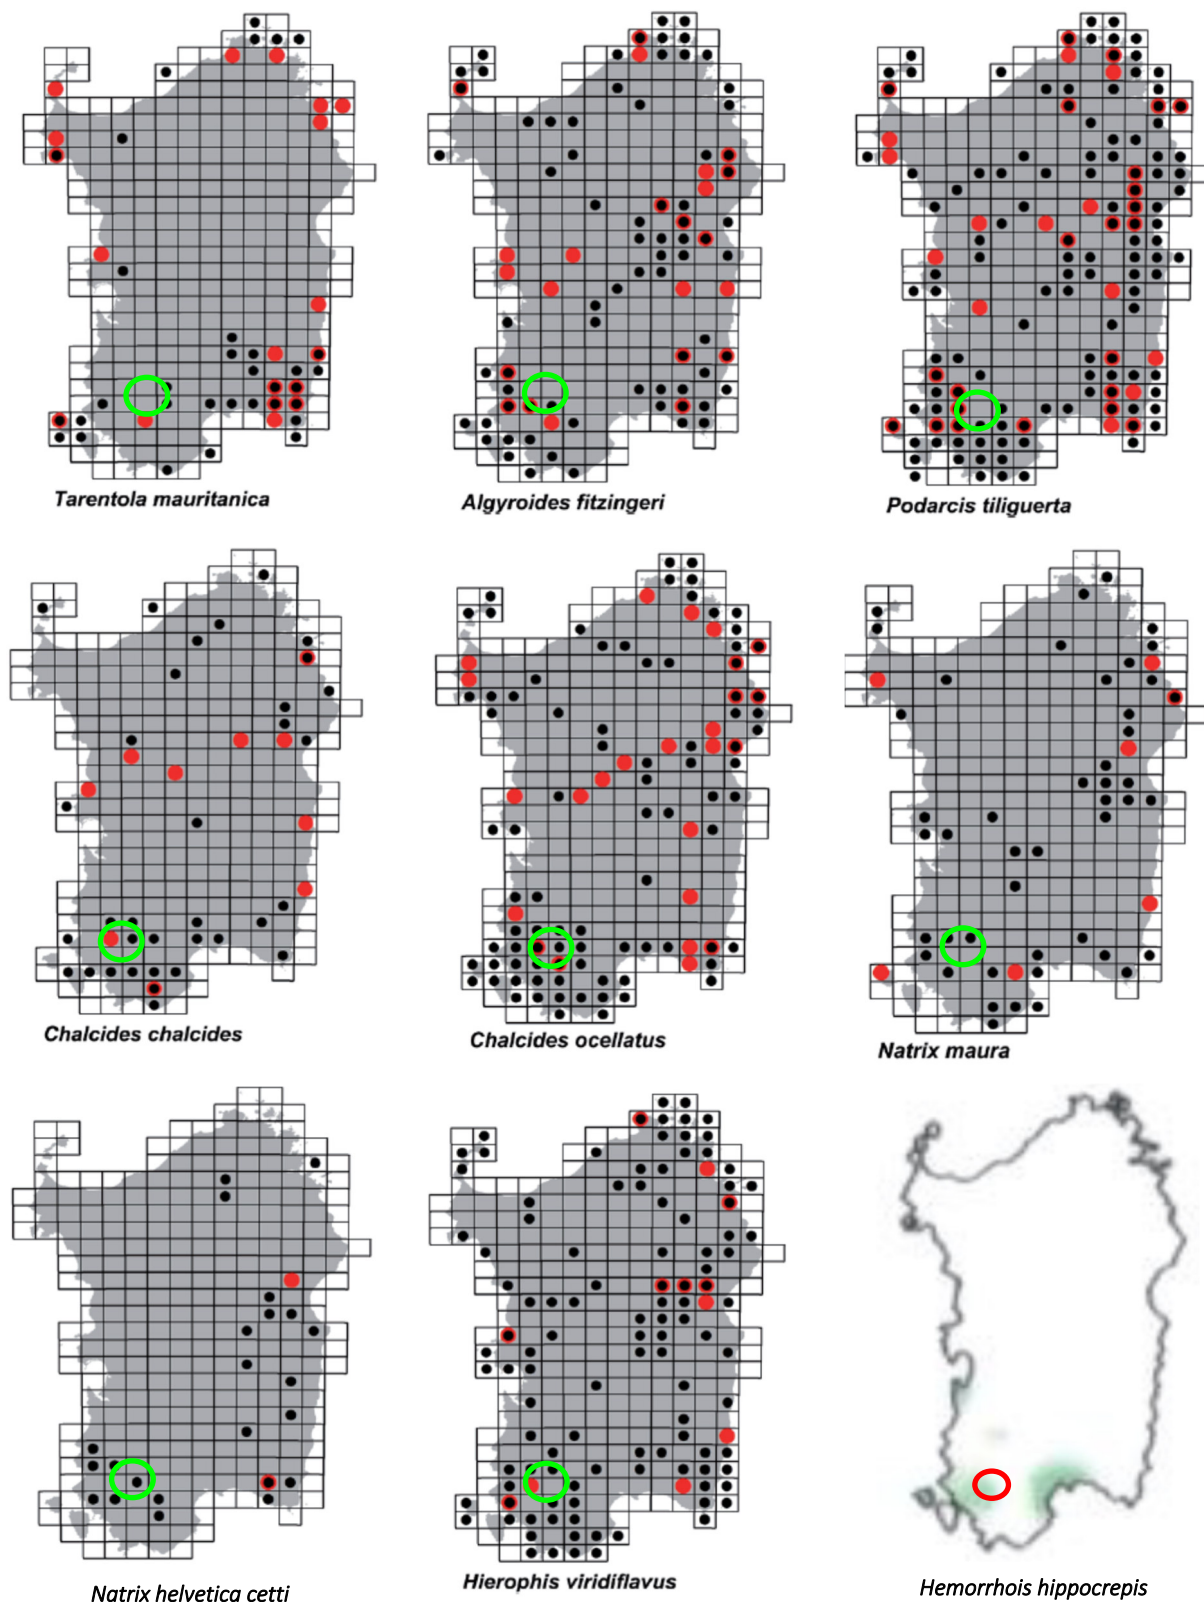 Tarentola mauritanica
Algyroides fitzingeri
Podarcis tiliguerta
Chalcides chalcides
Chalcides ocellatus
Natrix maura
Natrix helvetica cetti
Hierophis viridiflavus
Hemorrhois hippocrepis